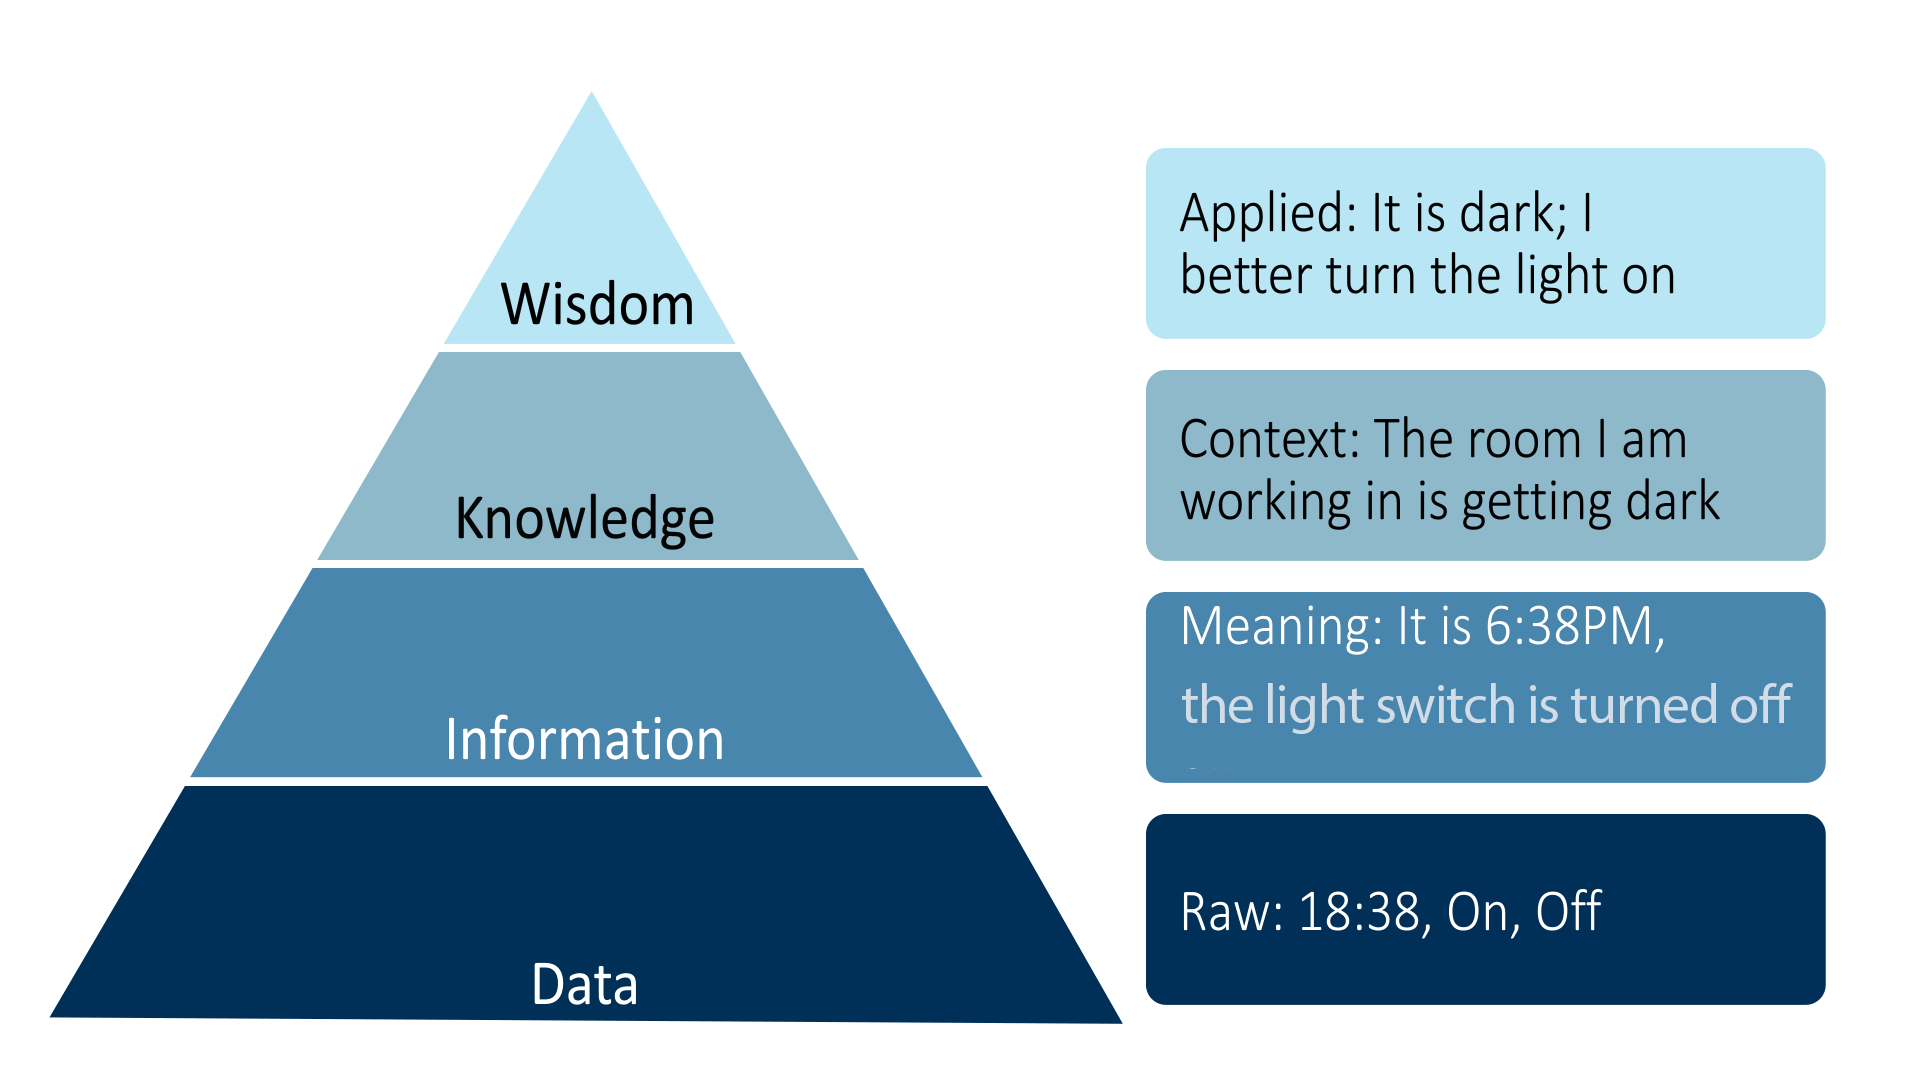 Wisdom
Knowledge
Information
Data
Applied: It is dark; I
better turn the light on
Context: The room I am
working in is getting dark
Meaning: It is 6:38PM,
the light switch is turned off
Raw: 18:38, On, Off